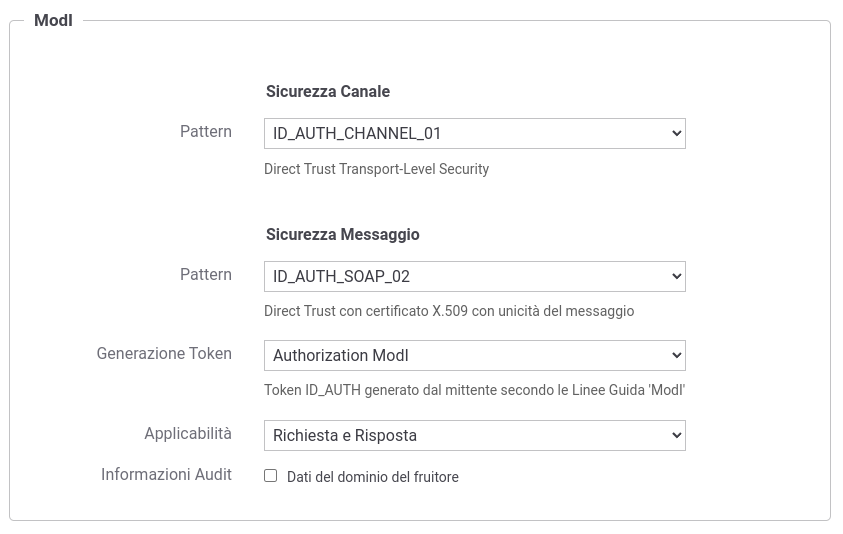 ModI
Sicurezza Canale
Pattern
ID_AUTH_CHANNEL_01
Direct Trust Transport-Level Security
Sicurezza Messaggio
Pattern
ID_AUTH_SOAP_02
Direct Trust con certificato X.509 con unicità del messaggio
Generazione Token
Authorization ModI
Token ID_AUTH generato dal mittente secondo le Linee Guida 'ModI'
Applicabilità
Richiesta e Risposta
Informazioni Audit
Dati del dominio del fruitore